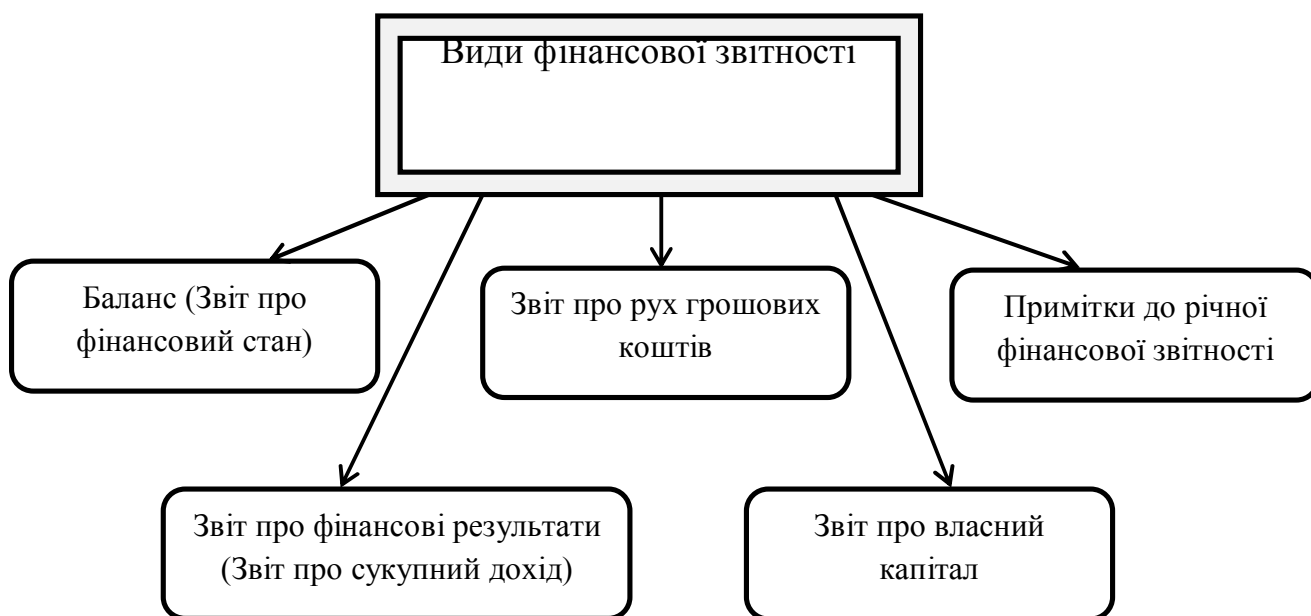 Види фінансової звітності
Баланс (Звіт про
фінансовий стан)
Звіт про рух грошових
коштів
Примітки до річної
фінансової звітності
Звіт про фінансові результати
(Звіт про сукупний дохід)
Звіт про власний
капітал